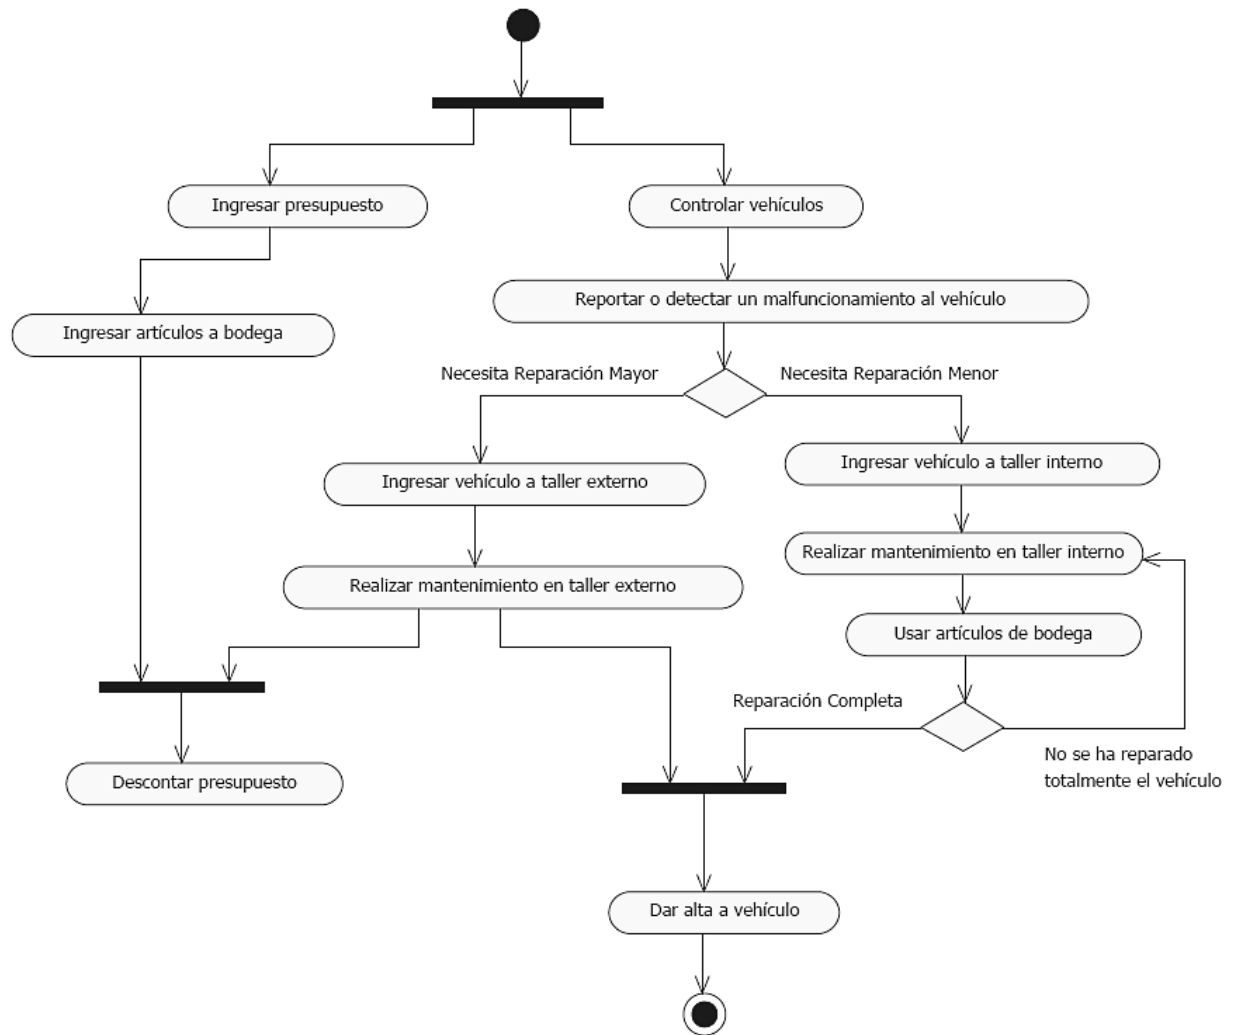 Ingresar presupuesto
Controlar vehículos
Reportar o detectar un malfuncionamiento al vehículo
Ingresar artículos a bodega
Necesita Reparación Mayor
Necesita Reparación Menor
Ingresar vehículo a taller externo
Ingresar vehículo a taller interno
Realizar mantenimiento en taller interno
Realizar mantenimiento en taller externo
Usar artículos de bodega
Reparación Completa
No se ha reparado
totalmente el vehículo
Descontar presupuesto
Dar alta a vehículo